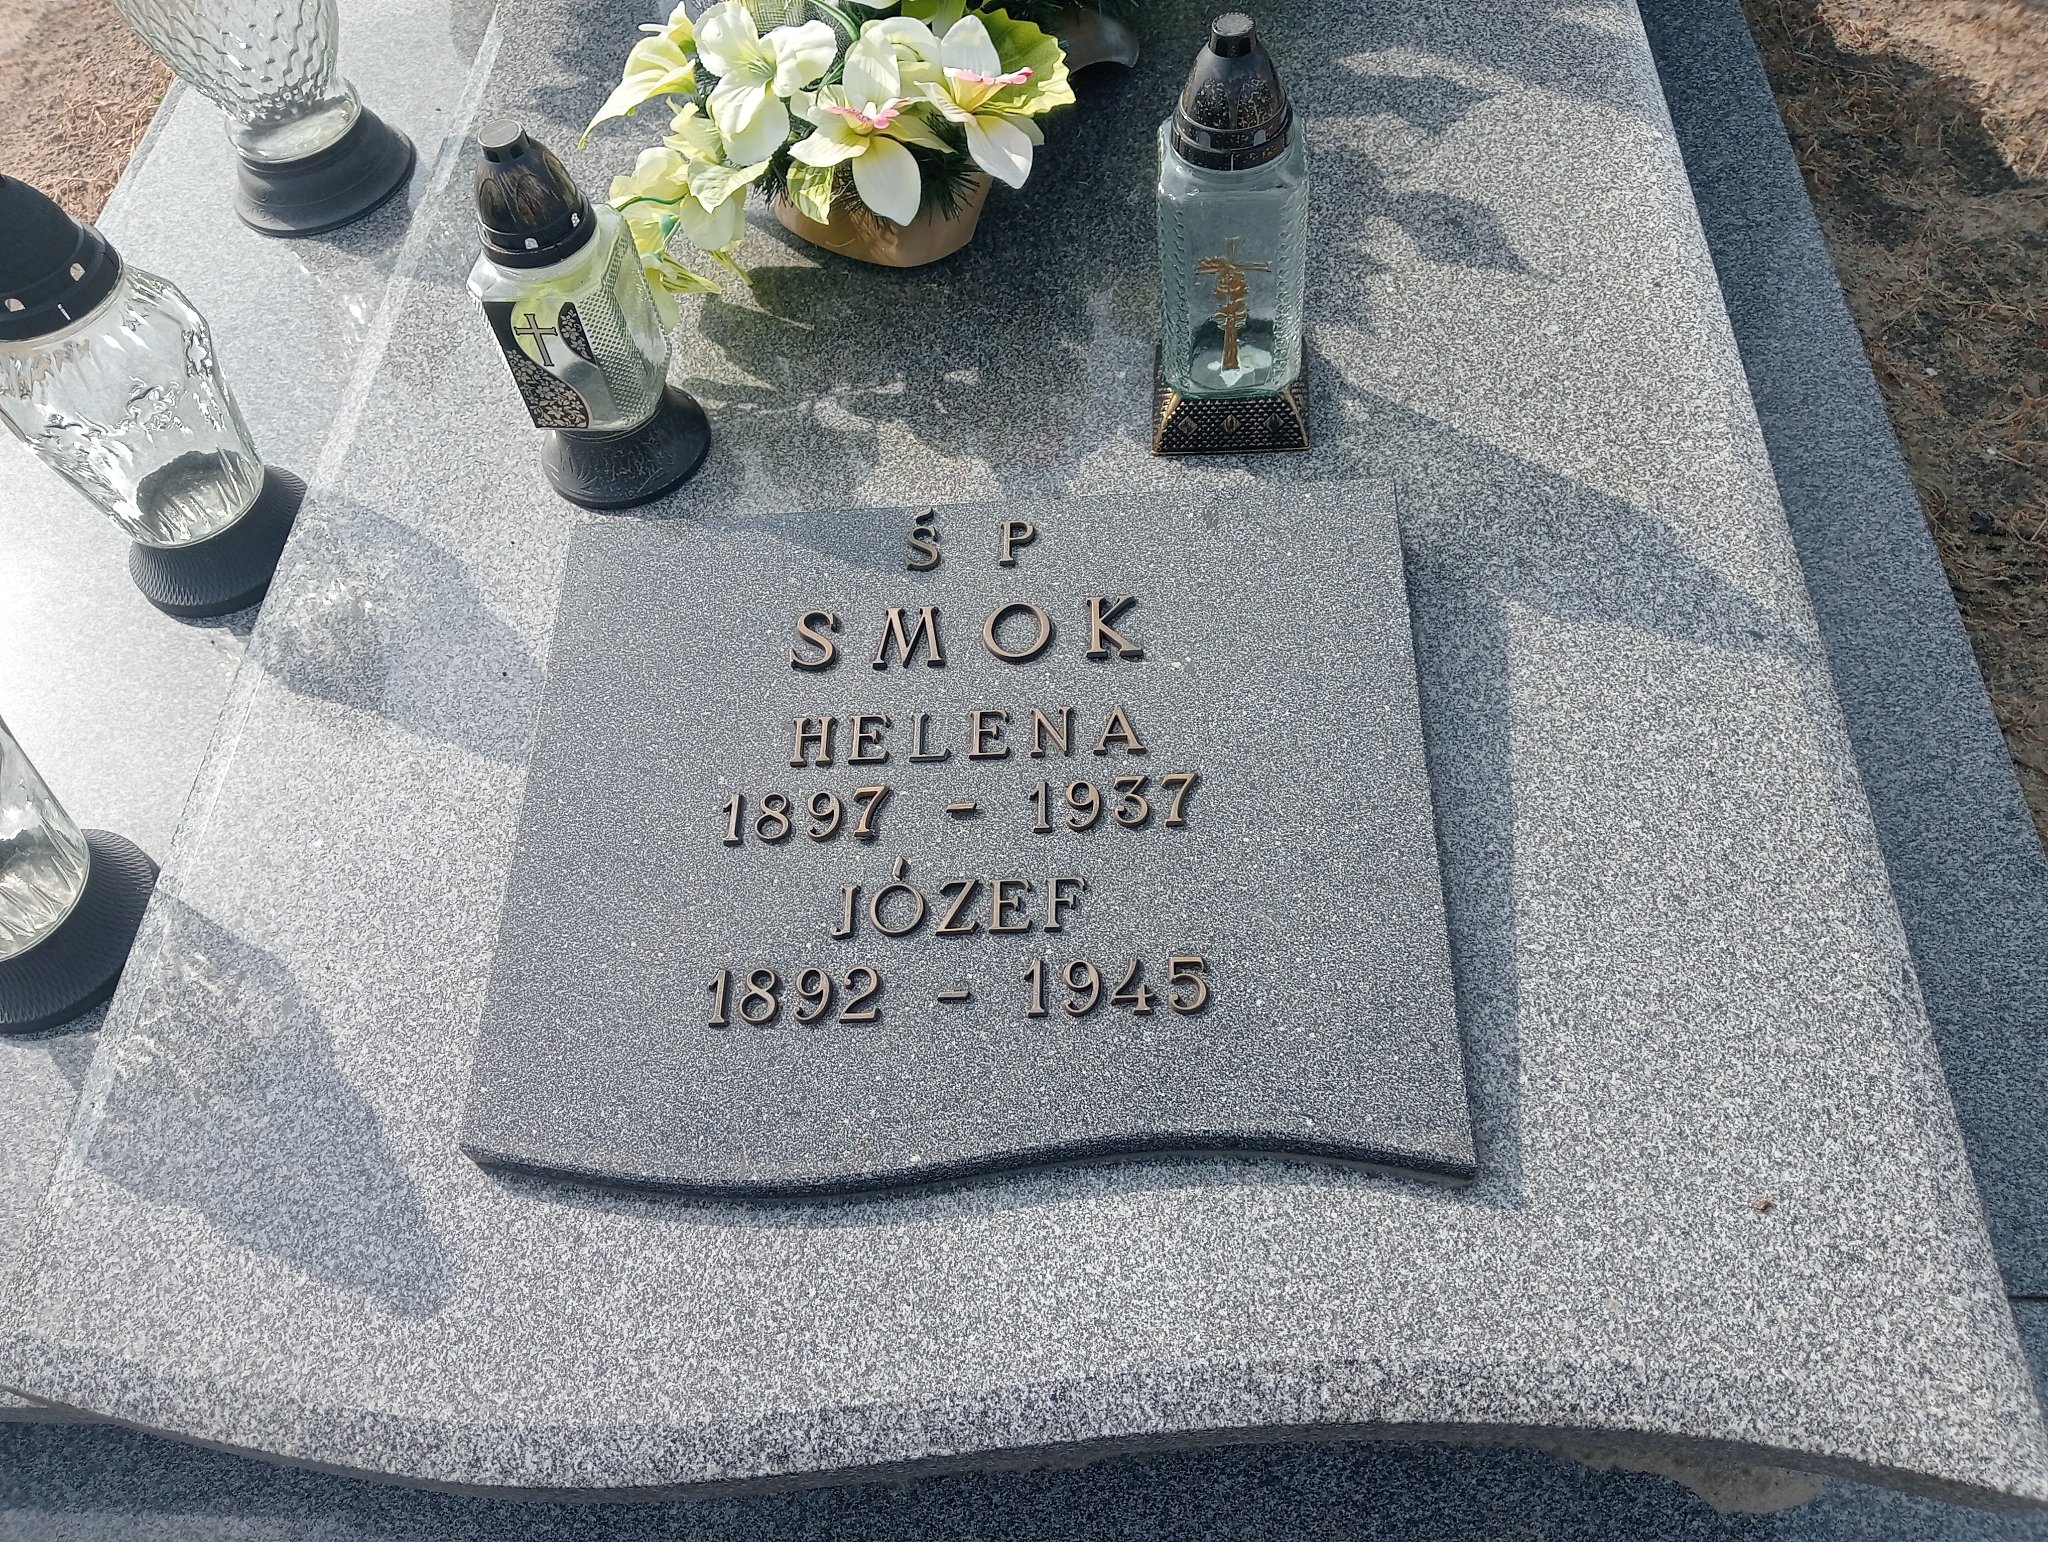 Ś P
SMOK
HELENA
1897 - 1937
JÓZEF
1892 - 1945